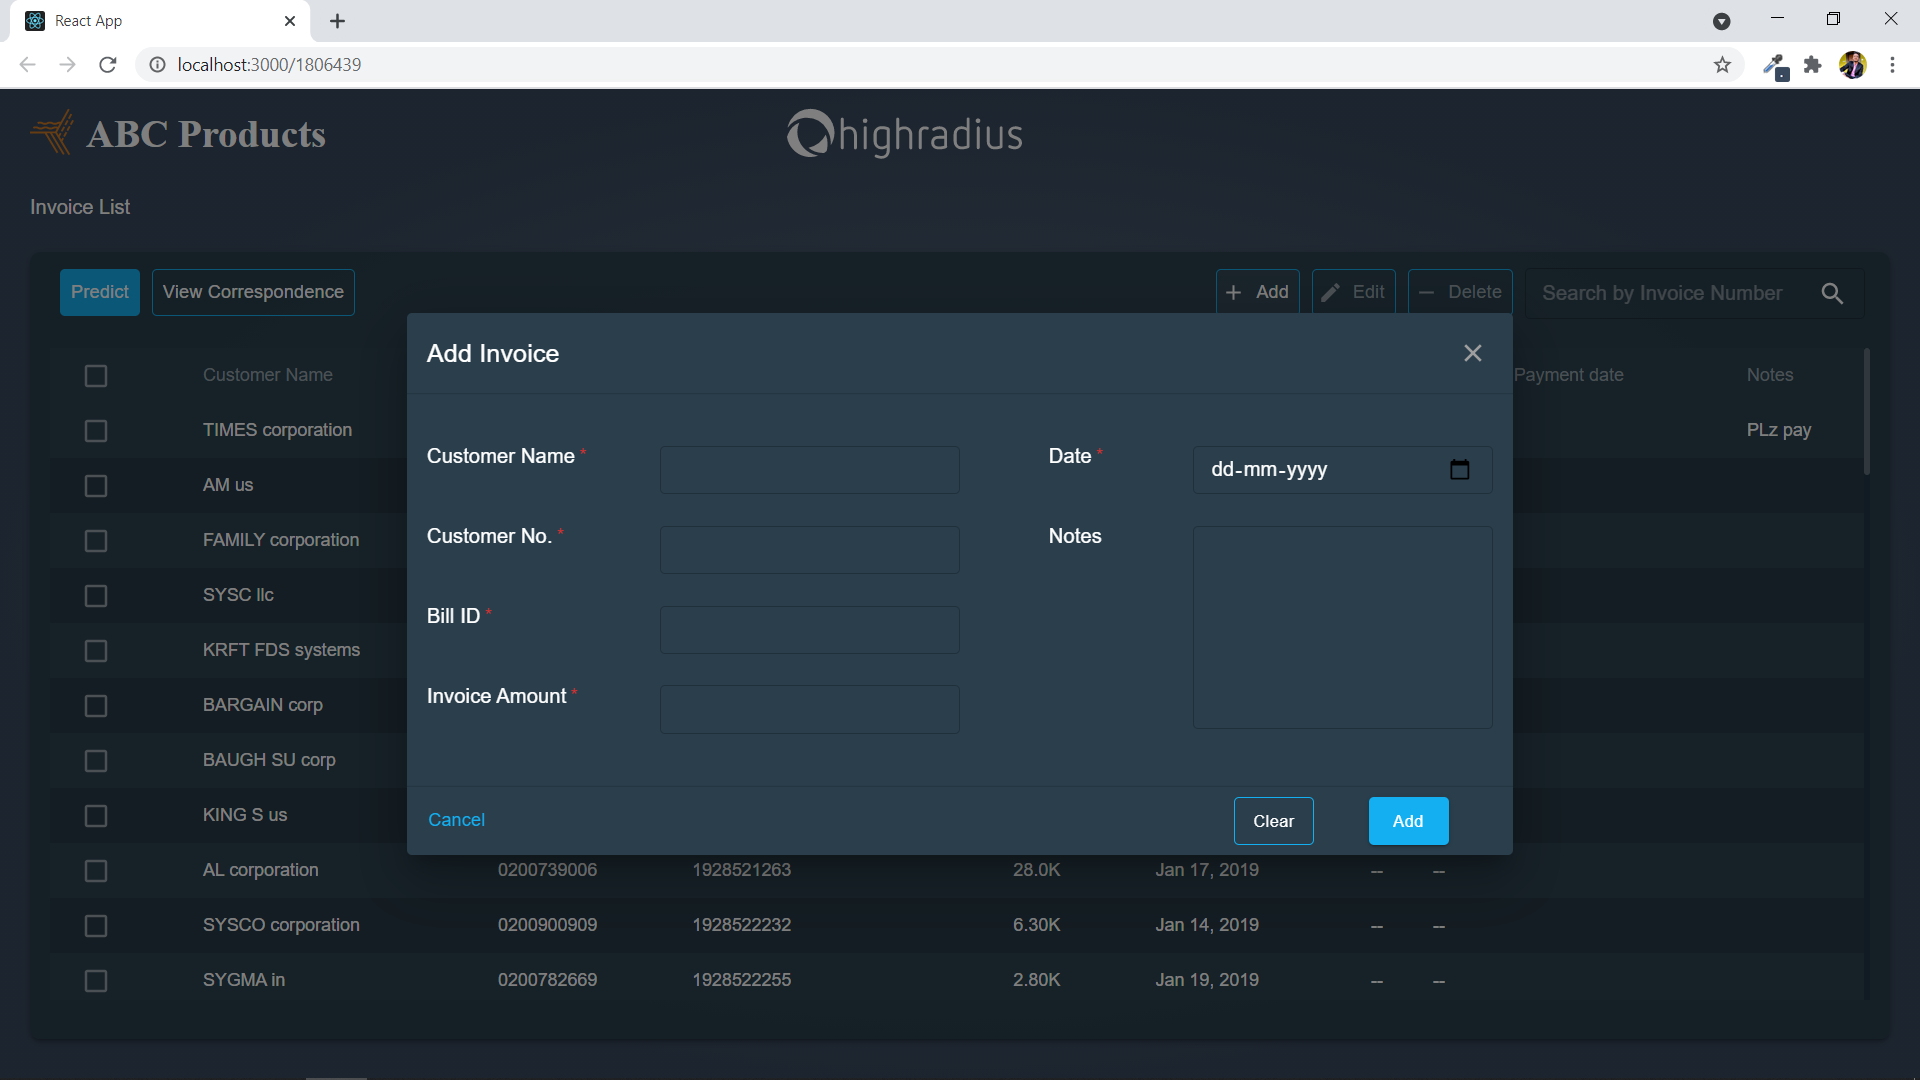 React App
localhost:3000/1806439
ABC Products
highradius
Invoice List
Predict View Correspondence Add Edit Delete Search by Invoice Number
Add Invoice
Customer Name Payment date Notes
TIMES corporation PLz pay
AM us
FAMILY corporation
SYSC llc
KRFT FDS systems
BARGAIN corp
BAUGH SU corp
KING S us
Customer Name * Date * dd-mm-yyyy
Customer No. * Notes
Bill ID *
Invoice Amount *
Cancel Clear Add
AL corporation 0200739006 1928521263 28.0K Jan 17, 2019 -- --
SYSCO corporation 0200900909 1928522232 6.30K Jan 14, 2019 -- --
SYGMA in 0200782669 1928522255 2.80K Jan 19, 2019 -- --